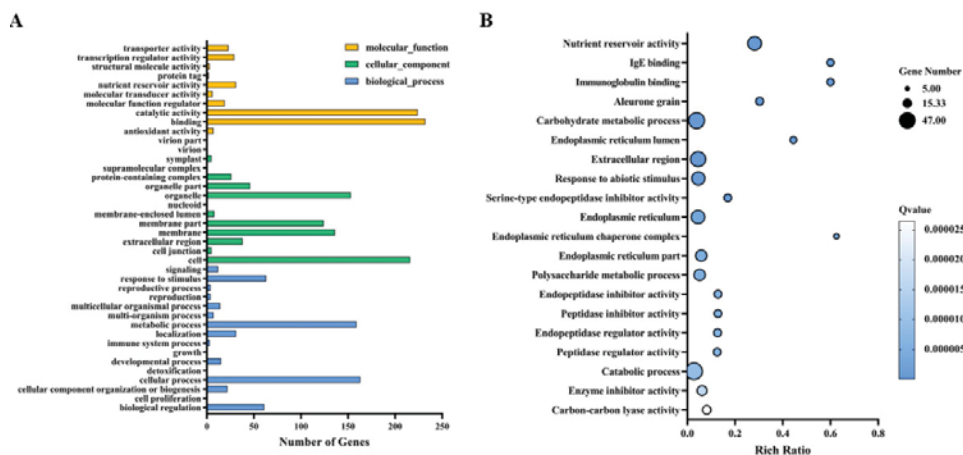 A
transporter activity
transcription regulator activity
structural molecule activity
protein tag
nutrient reservoir activity
molecular transducer activity
molecular function regulator
catalytic activity
binding
antioxidant activity
virion part
virion
symplast
supramolecular complex
protein-containing complex
organelle part
organelle
nucleoid
membrane-enclosed lumen
membrane part
membrane
extracellular region
cell junction
cell
signaling
response to stimulus
reproductive process
reproduction
multicellular organismal process
multi-organism process
metabolic process
localization
immune system process
growth
developmental process
detoxification
cellular process
cellular component organization or biogenesis
cell proliferation
biological regulation
molecular_function
cellular_component
biological_process
0 50 100 150 200 250
Number of Genes
B
Nutrient reservoir activity
IgE binding
Immunoglobulin binding
Aleurone grain
Carbohydrate metabolic process
Endoplasmic reticulum lumen
Extracellular region
Response to abiotic stimulus
Serine-type endopeptidase inhibitor activity
Endoplasmic reticulum
Endoplasmic reticulum chaperone complex
Endoplasmic reticulum part
Polysaccharide metabolic process
Endopeptidase inhibitor activity
Peptidase inhibitor activity
Endopeptidase regulator activity
Peptidase regulator activity
Catabolic process
Enzyme inhibitor activity
Carbon-carbon lyase activity
0.0 0.2 0.4 0.6 0.8
Rich Ratio
Gene Number
5.00
15.33
47.00
Qvalue
0.000025
0.000020
0.000015
0.000010
0.000005